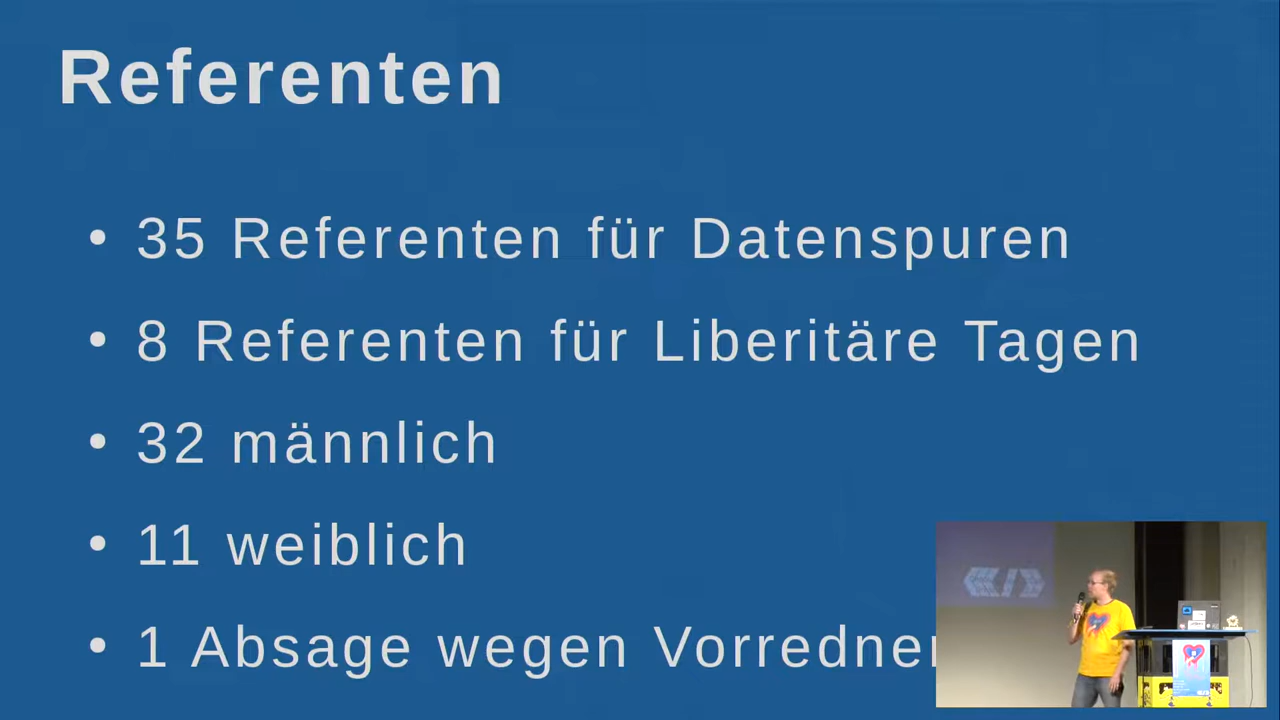 Referenten
• 35 Referenten für Datenspuren
• 8 Referenten für Liberitäre Tagen
• 32 männlich
• 11 weiblich
• 1 Absage wegen Vorredner